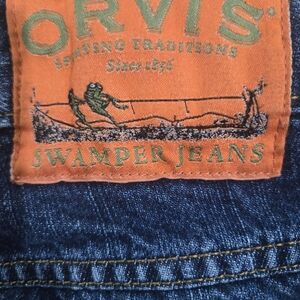 ORVIS
SPORTING TRADITIONS
Since 1856
SWAMPER JEANS